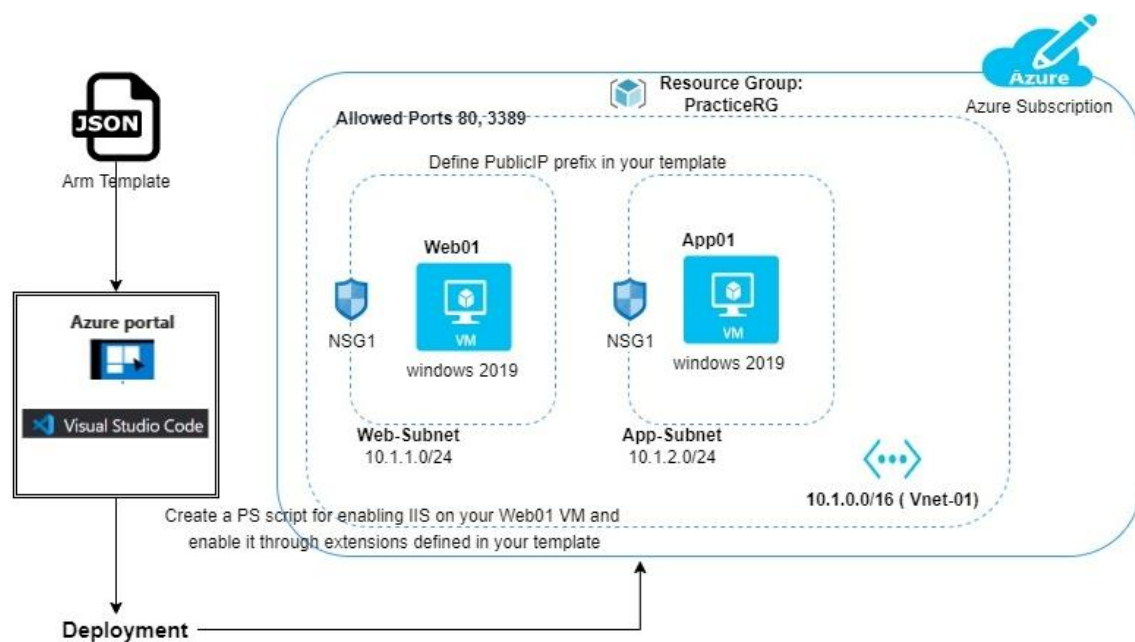 JSON
Arm Template
Azure portal
Visual Studio Code
Deployment
Azure
Azure Subscription
Resource Group:
PracticeRG
Allowed Ports 80, 3389
Define PublicIP prefix in your template
Web01
VM
windows 2019
NSG1
Web-Subnet
10.1.1.0/24
App01
VM
windows 2019
NSG1
App-Subnet
10.1.2.0/24
10.1.0.0/16 ( Vnet-01)
Create a PS script for enabling IIS on your Web01 VM and
enable it through extensions defined in your template